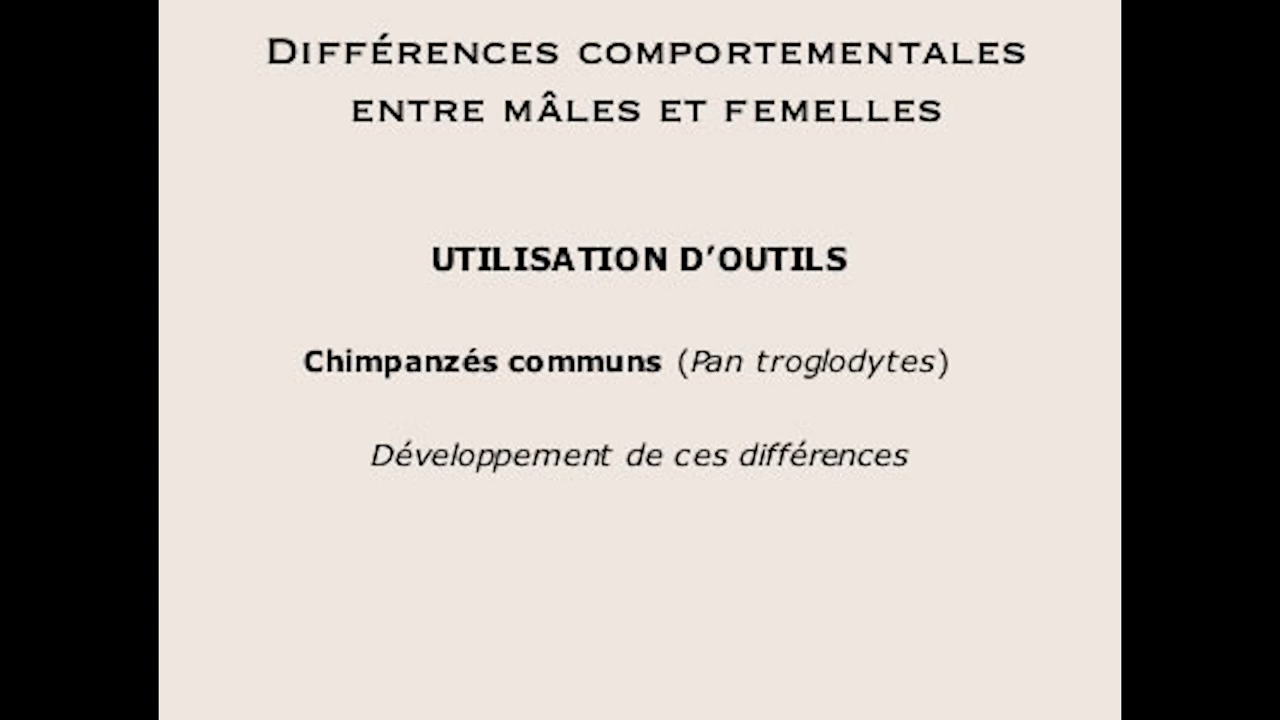 Différences comportementales
entre mâles et femelles
UTILISATION D’OUTILS
Chimpanzés communs (Pan troglodytes)
Développement de ces différences